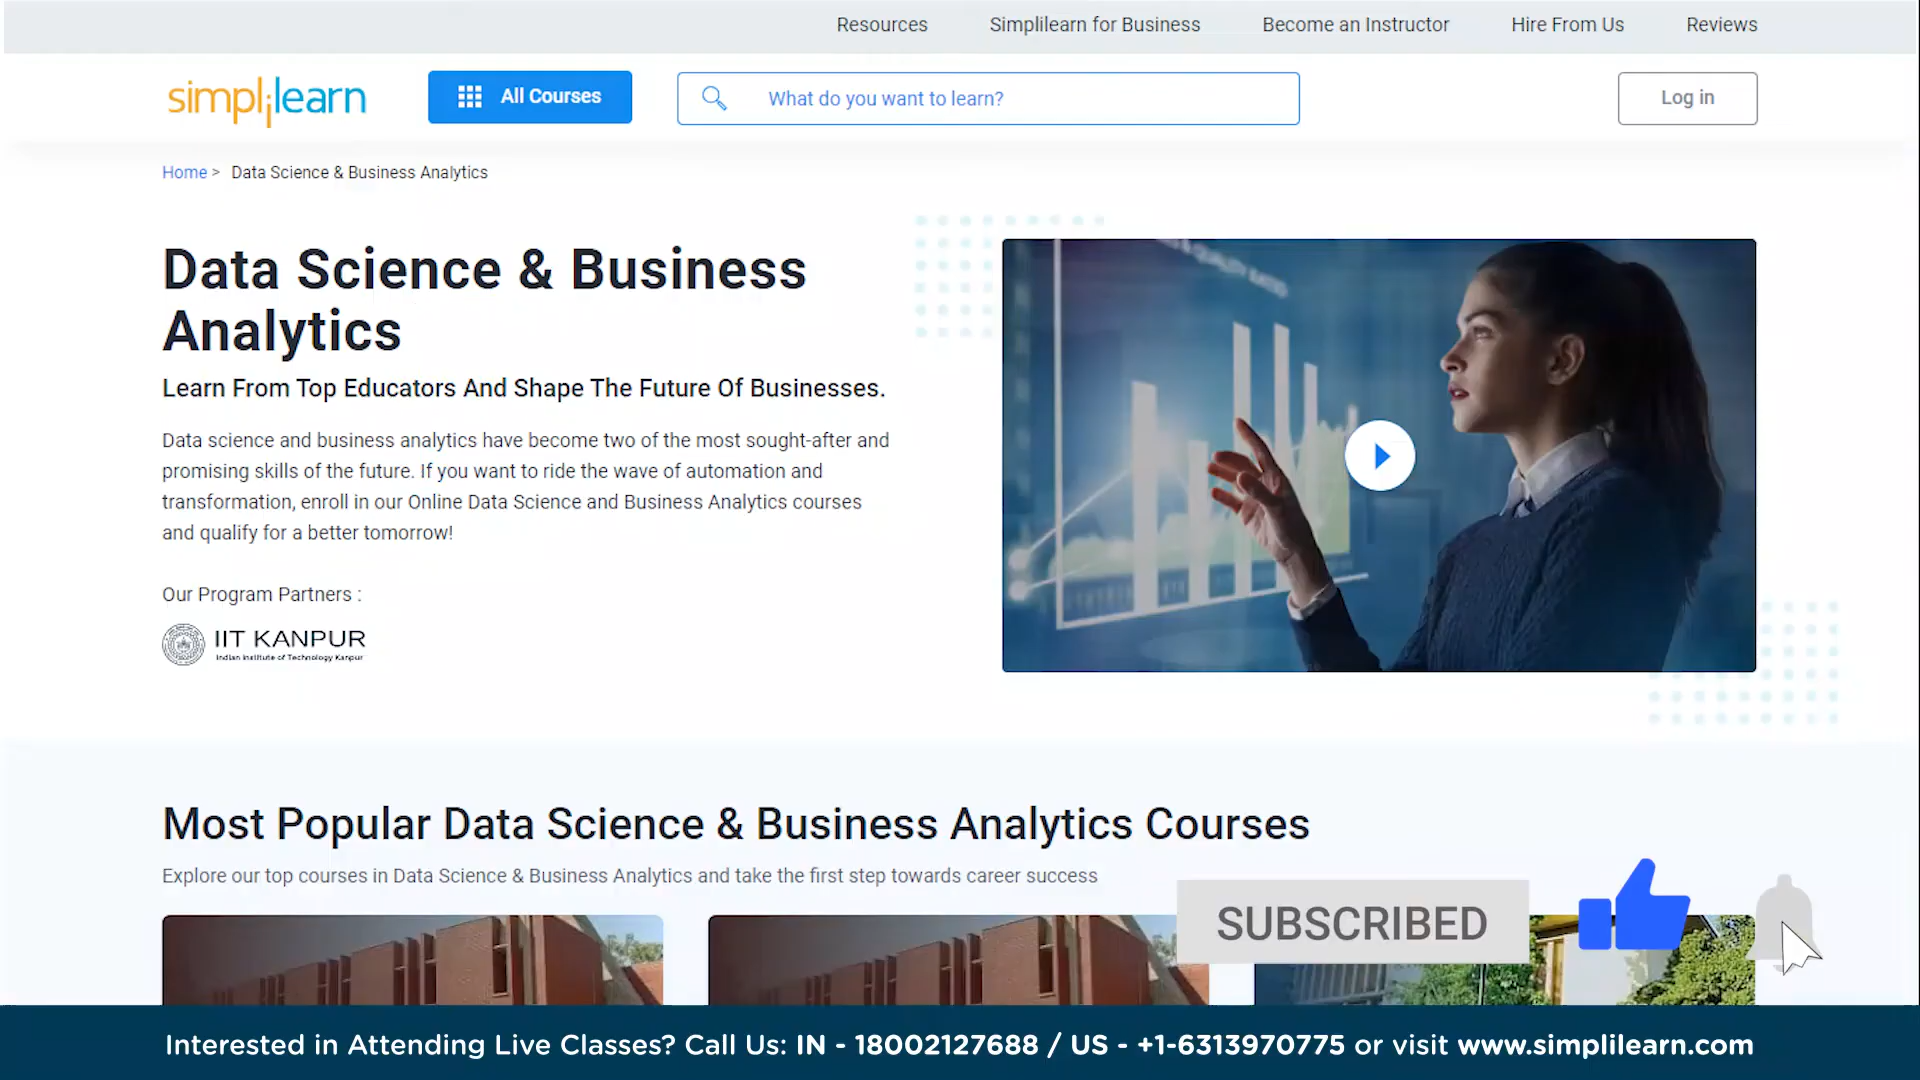 Resources Simplilearn for Business Become an Instructor Hire From Us Reviews
simplilearn All Courses What do you want to learn? Log in
Home > Data Science & Business Analytics
Data Science & Business
Analytics
Learn From Top Educators And Shape The Future Of Businesses.
Data science and business analytics have become two of the most sought-after and
promising skills of the future. If you want to ride the wave of automation and
transformation, enroll in our Online Data Science and Business Analytics courses
and qualify for a better tomorrow!
Our Program Partners :
IIT KANPUR
Indian Institute of Technology Kanpur
Most Popular Data Science & Business Analytics Courses
Explore our top courses in Data Science & Business Analytics and take the first step towards career success
SUBSCRIBED
Interested in Attending Live Classes? Call Us: IN - 18002127688 / US - +1-6313970775 or visit www.simplilearn.com